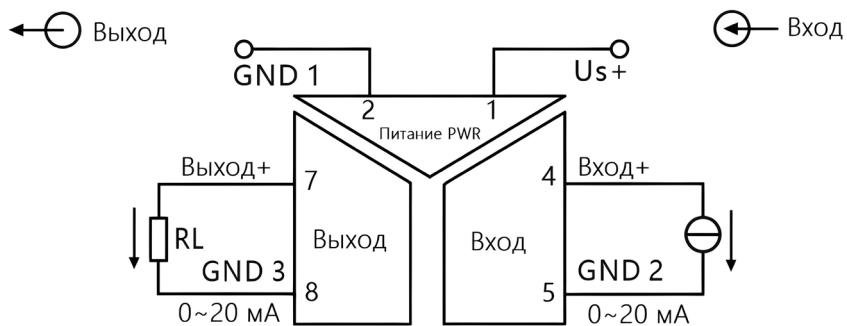 Выход
Вход
GND 1
Us+
2
1
Питание PWR
Выход+
7
4
Вход+
RL
Выход
Вход
GND 3
GND 2
8
5
0~20 мА
0~20 мА